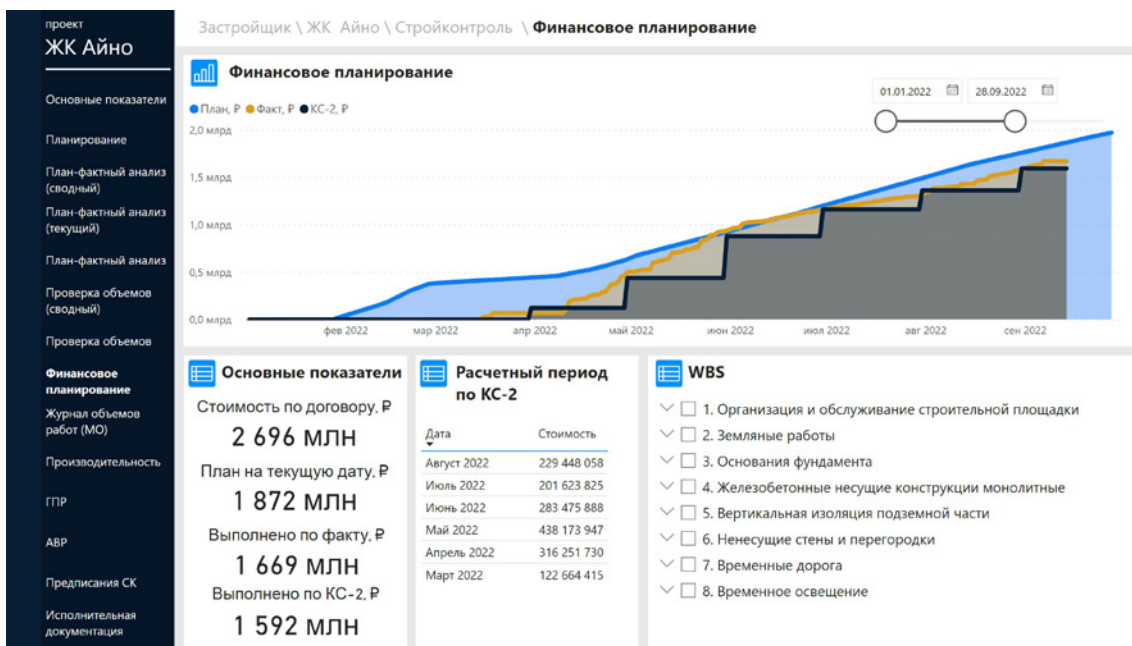 проект
ЖК Айно
Основные показатели
Планирование
План-фактный анализ
(сводный)
План-фактный анализ
(текущий)
План-фактный анализ
Проверка объемов
(сводный)
Проверка объемов
Финансовое
планирование
Журнал объемов
работ (МО)
Производительность
ГПР
АВР
Предписания СК
Исполнительная
документация
Застройщик \ ЖК Айно \ Стройконтроль \ Финансовое планирование
Финансовое планирование
План, ₽ Факт, ₽ КС-2, ₽
01.01.2022 28.09.2022
2,0 млрд
1,5 млрд
1,0 млрд
0,5 млрд
0,0 млрд
фев 2022 мар 2022 апр 2022 май 2022 июн 2022 июл 2022 авг 2022 сен 2022
Основные показатели
Стоимость по договору, ₽
2 696 млн
План на текущую дату, ₽
1 872 млн
Выполнено по факту, ₽
1 669 млн
Выполнено по КС-2, ₽
1 592 млн
Расчетный период
по КС-2
Дата Стоимость
Август 2022 229 448 058
Июль 2022 201 623 825
Июнь 2022 283 475 888
Май 2022 438 173 947
Апрель 2022 316 251 730
Март 2022 122 664 415
WBS
1. Организация и обслуживание строительной площадки
2. Земляные работы
3. Основания фундамента
4. Железобетонные несущие конструкции монолитные
5. Вертикальная изоляция подземной части
6. Ненесущие стены и перегородки
7. Временные дорога
8. Временное освещение